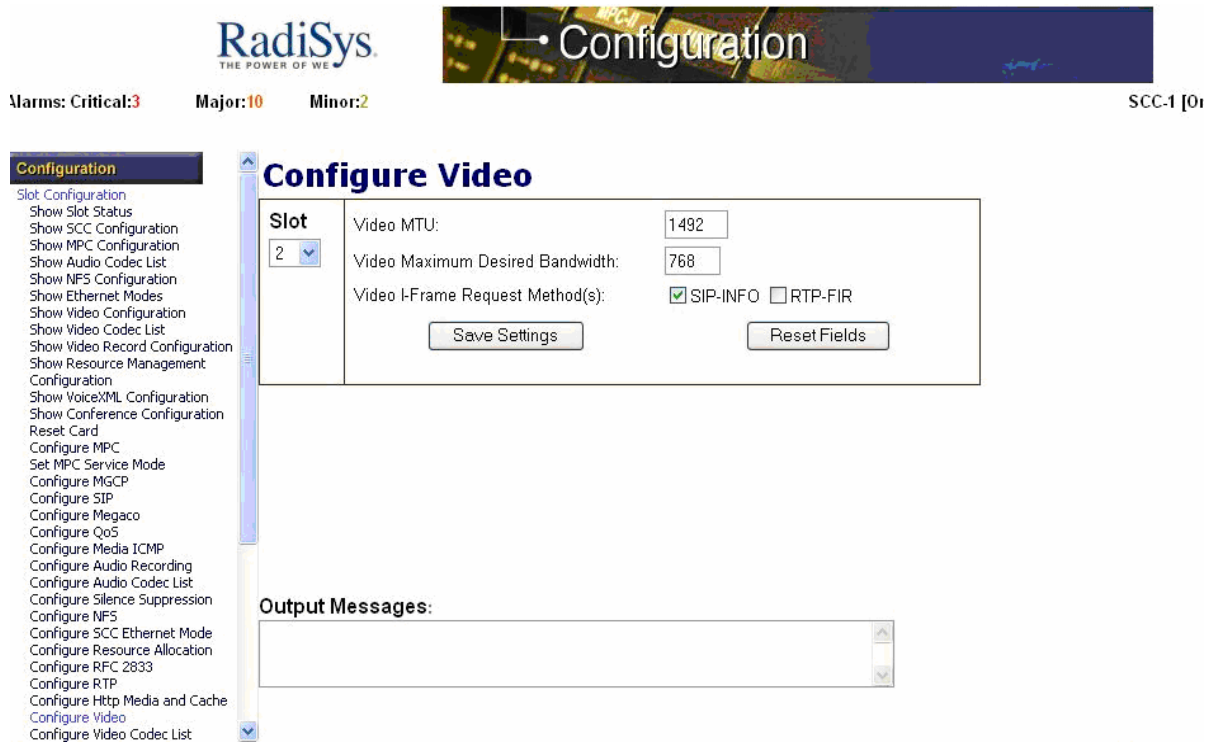 RadiSys.
THE POWER OF WE
MPC-II
Configuration
Alarms: Critical:3 Major:10 Minor:2
SCC-1 [Or
Configuration
Slot Configuration
Show Slot Status
Show SCC Configuration
Show MPC Configuration
Show Audio Codec List
Show NFS Configuration
Show Ethernet Modes
Show Video Configuration
Show Video Codec List
Show Video Record Configuration
Show Resource Management
Configuration
Show VoiceXML Configuration
Show Conference Configuration
Reset Card
Configure MPC
Set MPC Service Mode
Configure MGCP
Configure SIP
Configure Megaco
Configure QoS
Configure Media ICMP
Configure Audio Recording
Configure Audio Codec List
Configure Silence Suppression
Configure NFS
Configure SCC Ethernet Mode
Configure Resource Allocation
Configure RFC 2833
Configure RTP
Configure Http Media and Cache
Configure Video
Configure Video Codec List
Configure Video
Slot
2
Video MTU: 1492
Video Maximum Desired Bandwidth: 768
Video I-Frame Request Method(s): SIP-INFO RTP-FIR
Save Settings Reset Fields
Output Messages: